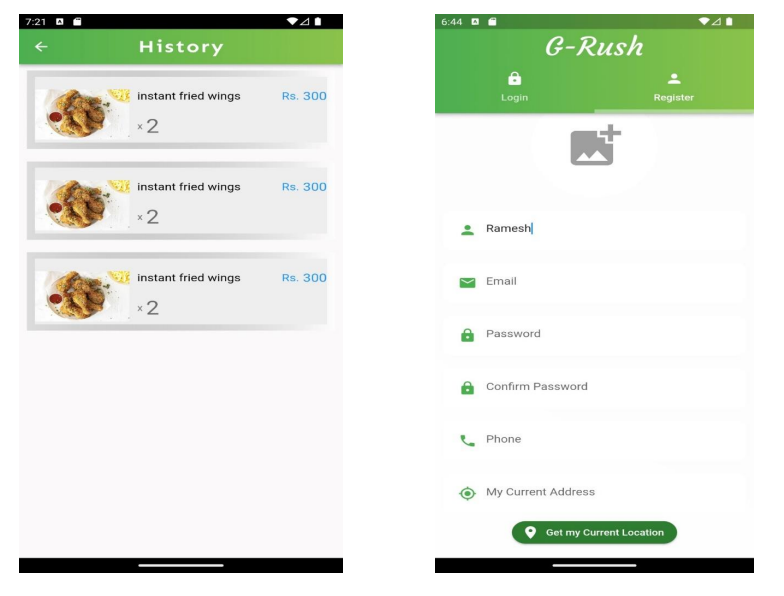 7:21
History
instant fried wings Rs. 300
x 2
instant fried wings Rs. 300
x 2
instant fried wings Rs. 300
x 2
6:44
G-Rush
Login Register
Ramesh
Email
Password
Confirm Password
Phone
My Current Address
Get my Current Location